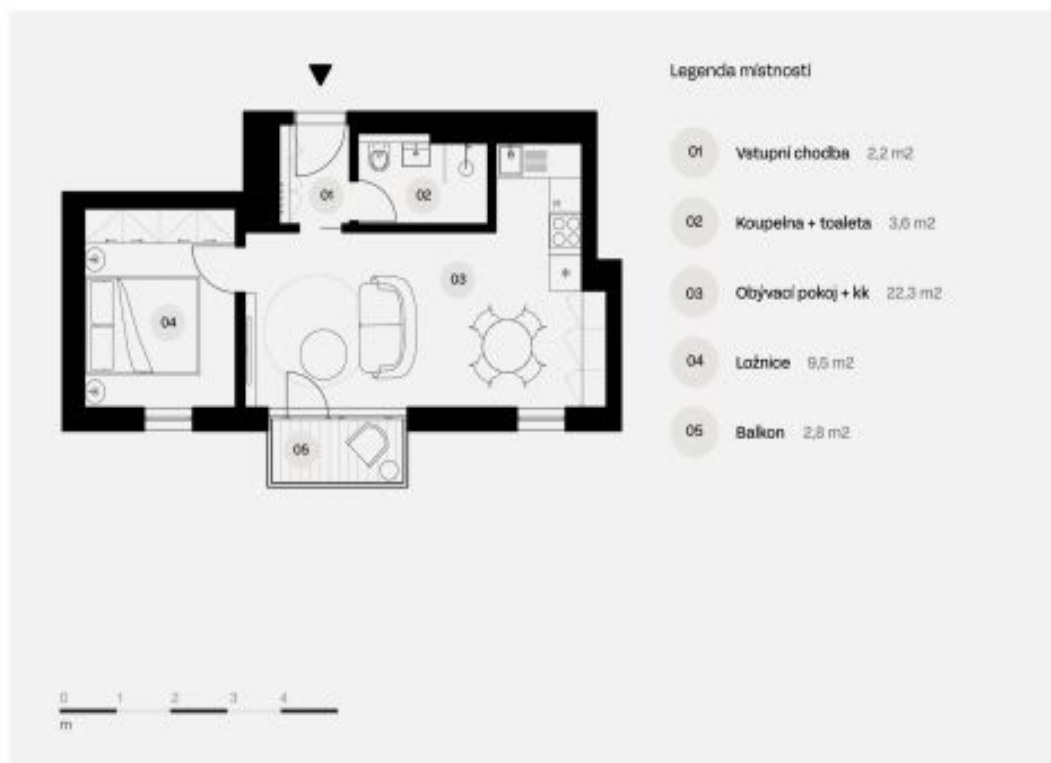 Legenda místností
01 Vstupní chodba 2,2 m2
02 Koupelna + toaleta 3,6 m2
03 Obývací pokoj + kk 22,3 m2
04 Ložnice 9,5 m2
05 Balkon 2,8 m2
01
02
03
04
05
0 1 2 3 4
m